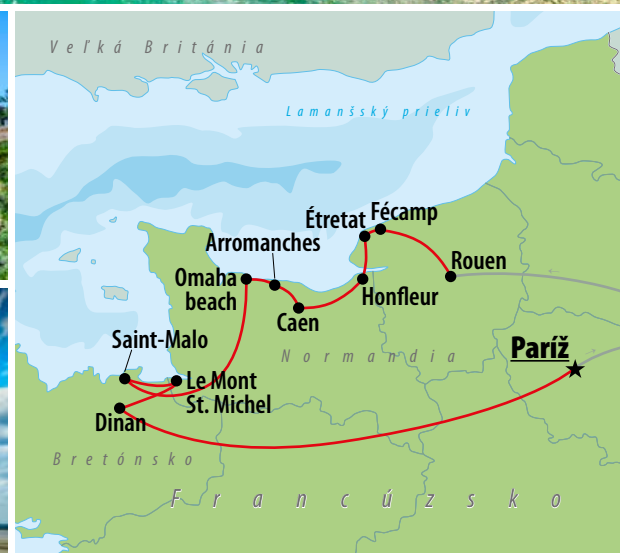 Veľká Británia
Lamanšský prieliv
Étretat
Fécamp
Arromanches
Rouen
Omaha
beach
Honfleur
Caen
Saint-Malo
Normandia
Paríž
Le Mont
St. Michel
Dinan
Bretónsko
Francúzsko